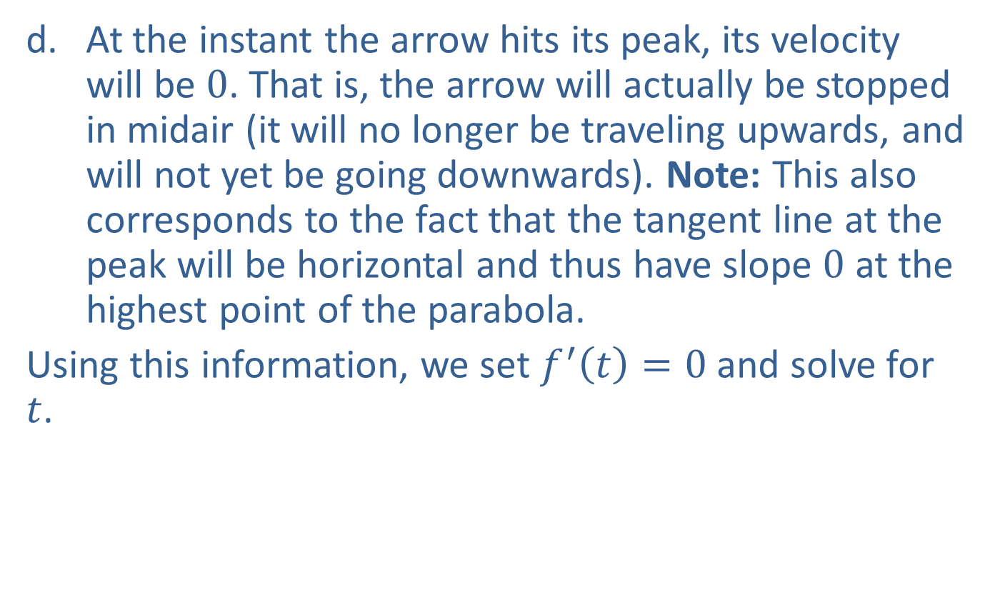 d. At the instant the arrow hits its peak, its velocity
will be 0. That is, the arrow will actually be stopped
in midair (it will no longer be traveling upwards, and
will not yet be going downwards). Note: This also
corresponds to the fact that the tangent line at the
peak will be horizontal and thus have slope 0 at the
highest point of the parabola.
Using this information, we set f′(t) = 0 and solve for
t.